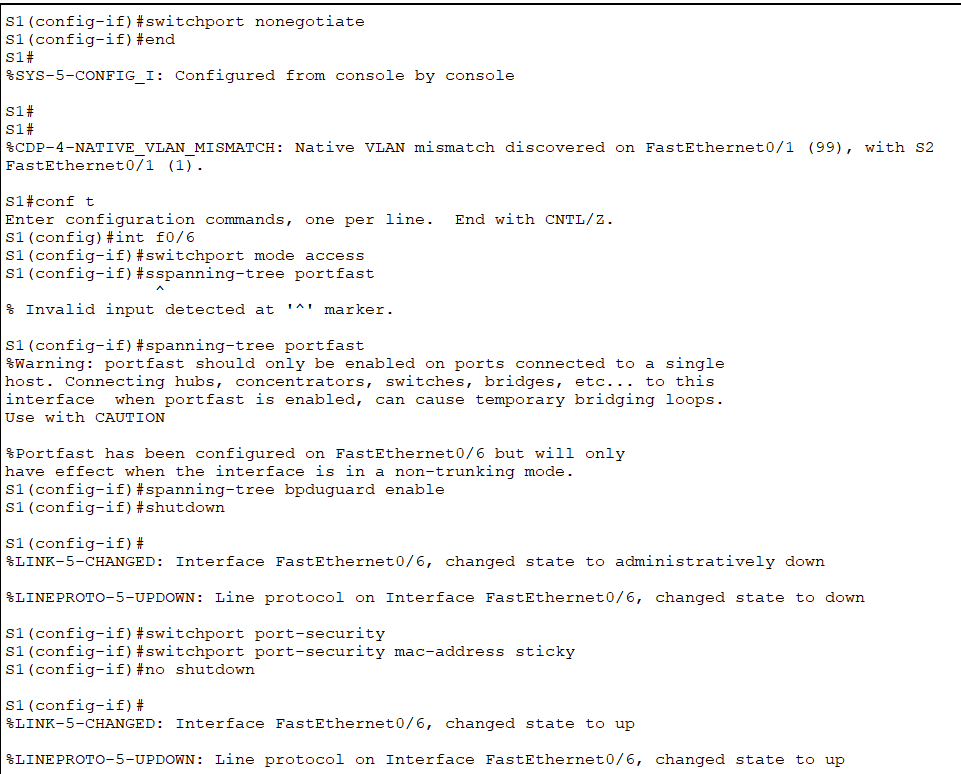 S1(config-if)#switchport nonegotiate
S1(config-if)#end
S1#
%SYS-5-CONFIG_I: Configured from console by console
S1#
S1#
%CDP-4-NATIVE_VLAN_MISMATCH: Native VLAN mismatch discovered on FastEthernet0/1 (99), with S2
FastEthernet0/1 (1).
S1#conf t
Enter configuration commands, one per line.  End with CNTL/Z.
S1(config)#int f0/6
S1(config-if)#switchport mode access
S1(config-if)#sspanning-tree portfast
^
% Invalid input detected at '^' marker.
S1(config-if)#spanning-tree portfast
%Warning: portfast should only be enabled on ports connected to a single
host. Connecting hubs, concentrators, switches, bridges, etc... to this
interface  when portfast is enabled, can cause temporary bridging loops.
Use with CAUTION
%Portfast has been configured on FastEthernet0/6 but will only
have effect when the interface is in a non-trunking mode.
S1(config-if)#spanning-tree bpduguard enable
S1(config-if)#shutdown
S1(config-if)#
%LINK-5-CHANGED: Interface FastEthernet0/6, changed state to administratively down
%LINEPROTO-5-UPDOWN: Line protocol on Interface FastEthernet0/6, changed state to down
S1(config-if)#switchport port-security
S1(config-if)#switchport port-security mac-address sticky
S1(config-if)#no shutdown
S1(config-if)#
%LINK-5-CHANGED: Interface FastEthernet0/6, changed state to up
%LINEPROTO-5-UPDOWN: Line protocol on Interface FastEthernet0/6, changed state to up